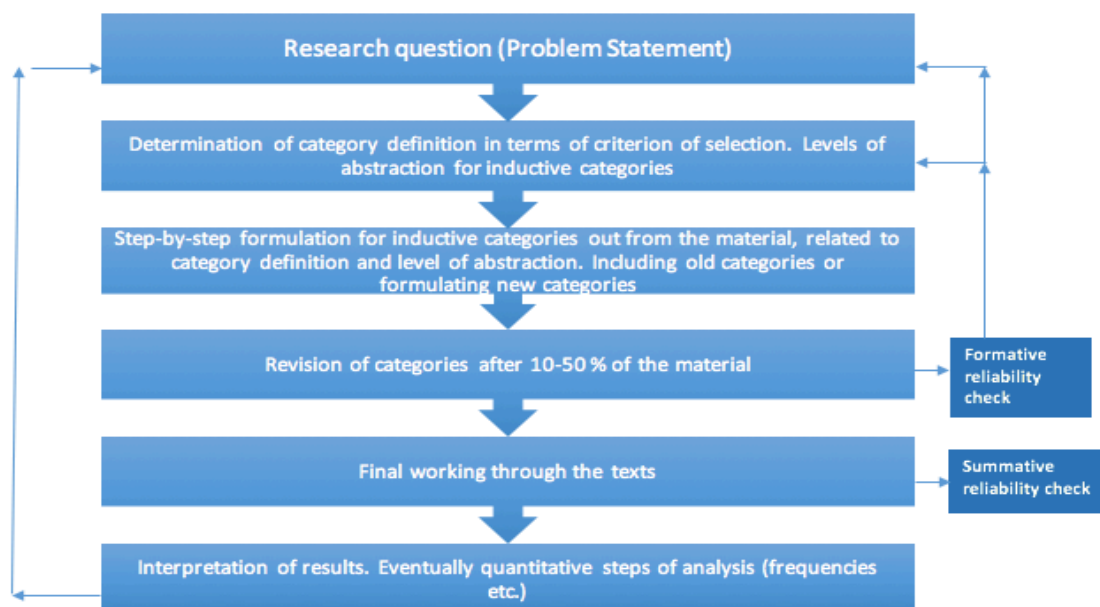 Research question (Problem Statement)
Determination of category definition in terms of criterion of selection. Levels of
abstraction for inductive categories
Step-by-step formulation for inductive categories out from the material, related to
category definition and level of abstraction. Including old categories or
formulating new categories
Revision of categories after 10-50 % of the material
Formative
reliability
check
Final working through the texts
Summative
reliability check
Interpretation of results. Eventually quantitative steps of analysis (frequencies
etc.)